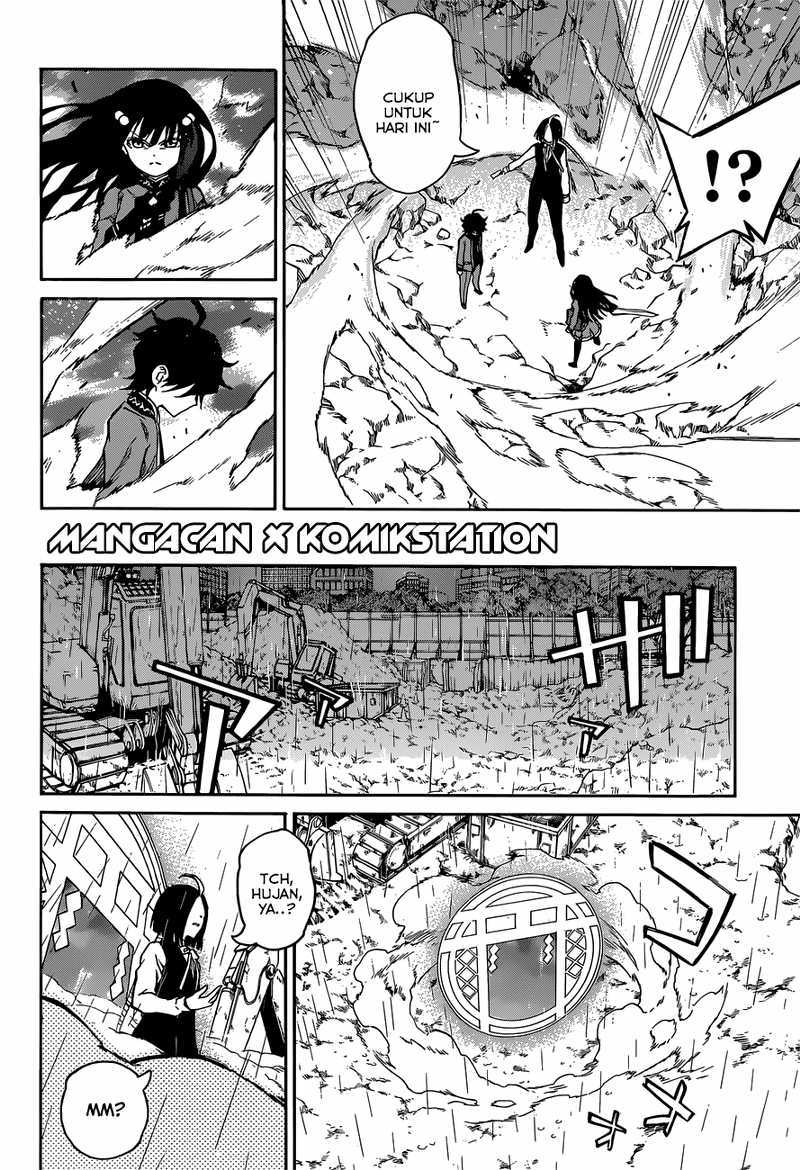 CUKUP
UNTUK
HARI INI~
!?
MANGACAN X KOMIKSTATION
TCH,
HUJAN,
YA..?
MM?